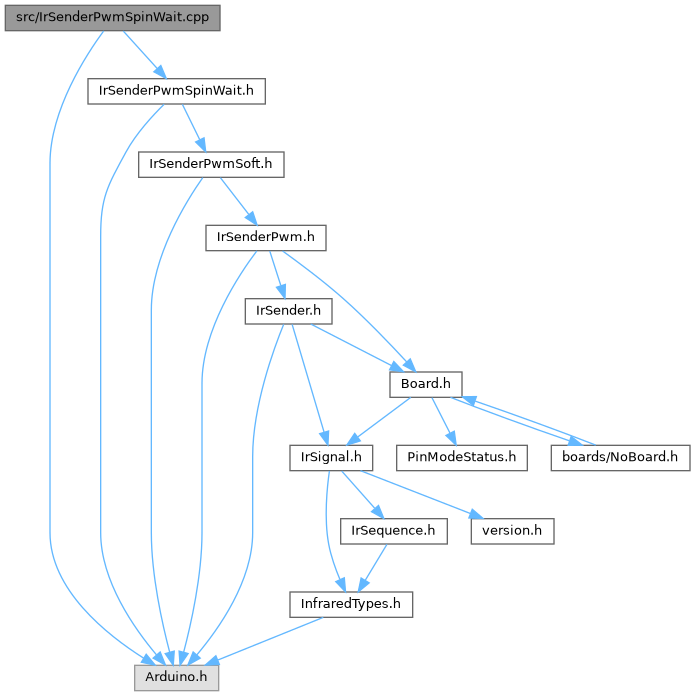 src/IrSenderPwmSpinWait.cpp
IrSenderPwmSpinWait.h
IrSenderPwmSoft.h
IrSenderPwm.h
IrSender.h
Board.h
IrSignal.h
PinModeStatus.h
boards/NoBoard.h
IrSequence.h
version.h
InfraredTypes.h
Arduino.h